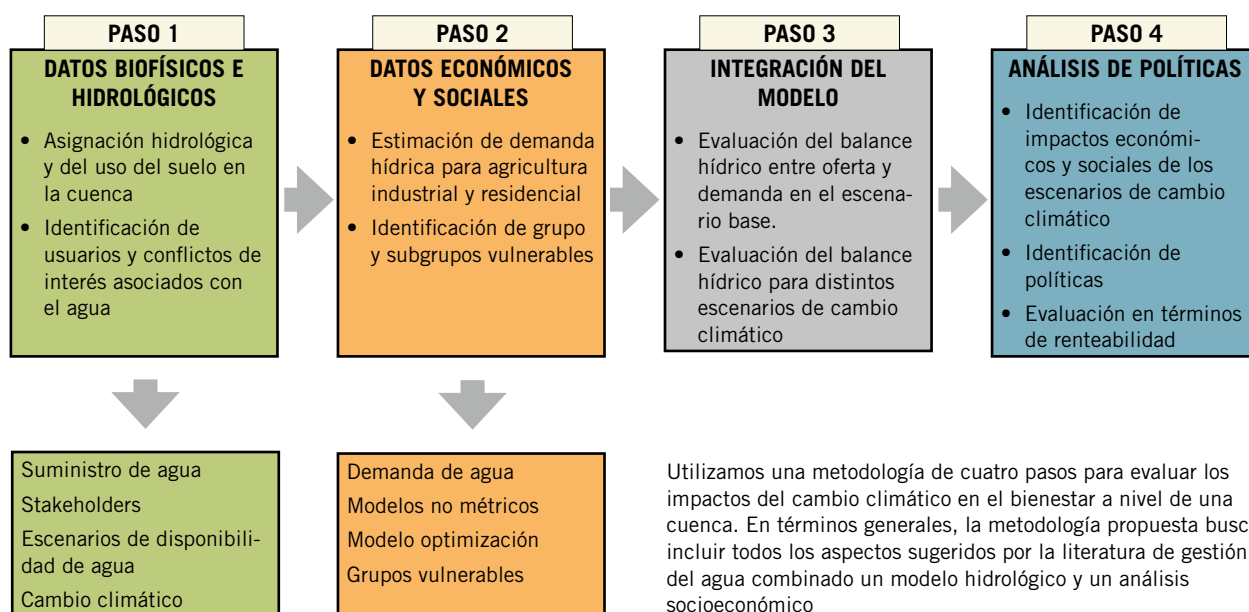 PASO 1
DATOS BIOFÍSICOS E
HIDROLÓGICOS
• Asignación hidrológica
y del uso del suelo en
la cuenca
• Identificación de
usuarios y conflictos de
interés asociados con
el agua
PASO 2
DATOS ECONÓMICOS
Y SOCIALES
• Estimación de demanda
hídrica para agricultura
industrial y residencial
• Identificación de grupo
y subgrupos vulnerables
PASO 3
INTEGRACIÓN DEL
MODELO
• Evaluación del balance
hídrico entre oferta y
demanda en el escena-
rio base.
• Evaluación del balance
hídrico para distintos
escenarios de cambio
climático
PASO 4
ANÁLISIS DE POLÍTICAS
• Identificación de
impactos económi-
cos y sociales de los
escenarios de cambio
climático
• Identificación de
políticas
• Evaluación en términos
de renteabilidad
Suministro de agua
Stakeholders
Escenarios de disponibili-
dad de agua
Cambio climático
Demanda de agua
Modelos no métricos
Modelo optimización
Grupos vulnerables
Utilizamos una metodología de cuatro pasos para evaluar los
impactos del cambio climático en el bienestar a nivel de una
cuenca. En términos generales, la metodología propuesta busc
incluir todos los aspectos sugeridos por la literatura de gestión
del agua combinado un modelo hidrológico y un análisis
socioeconómico